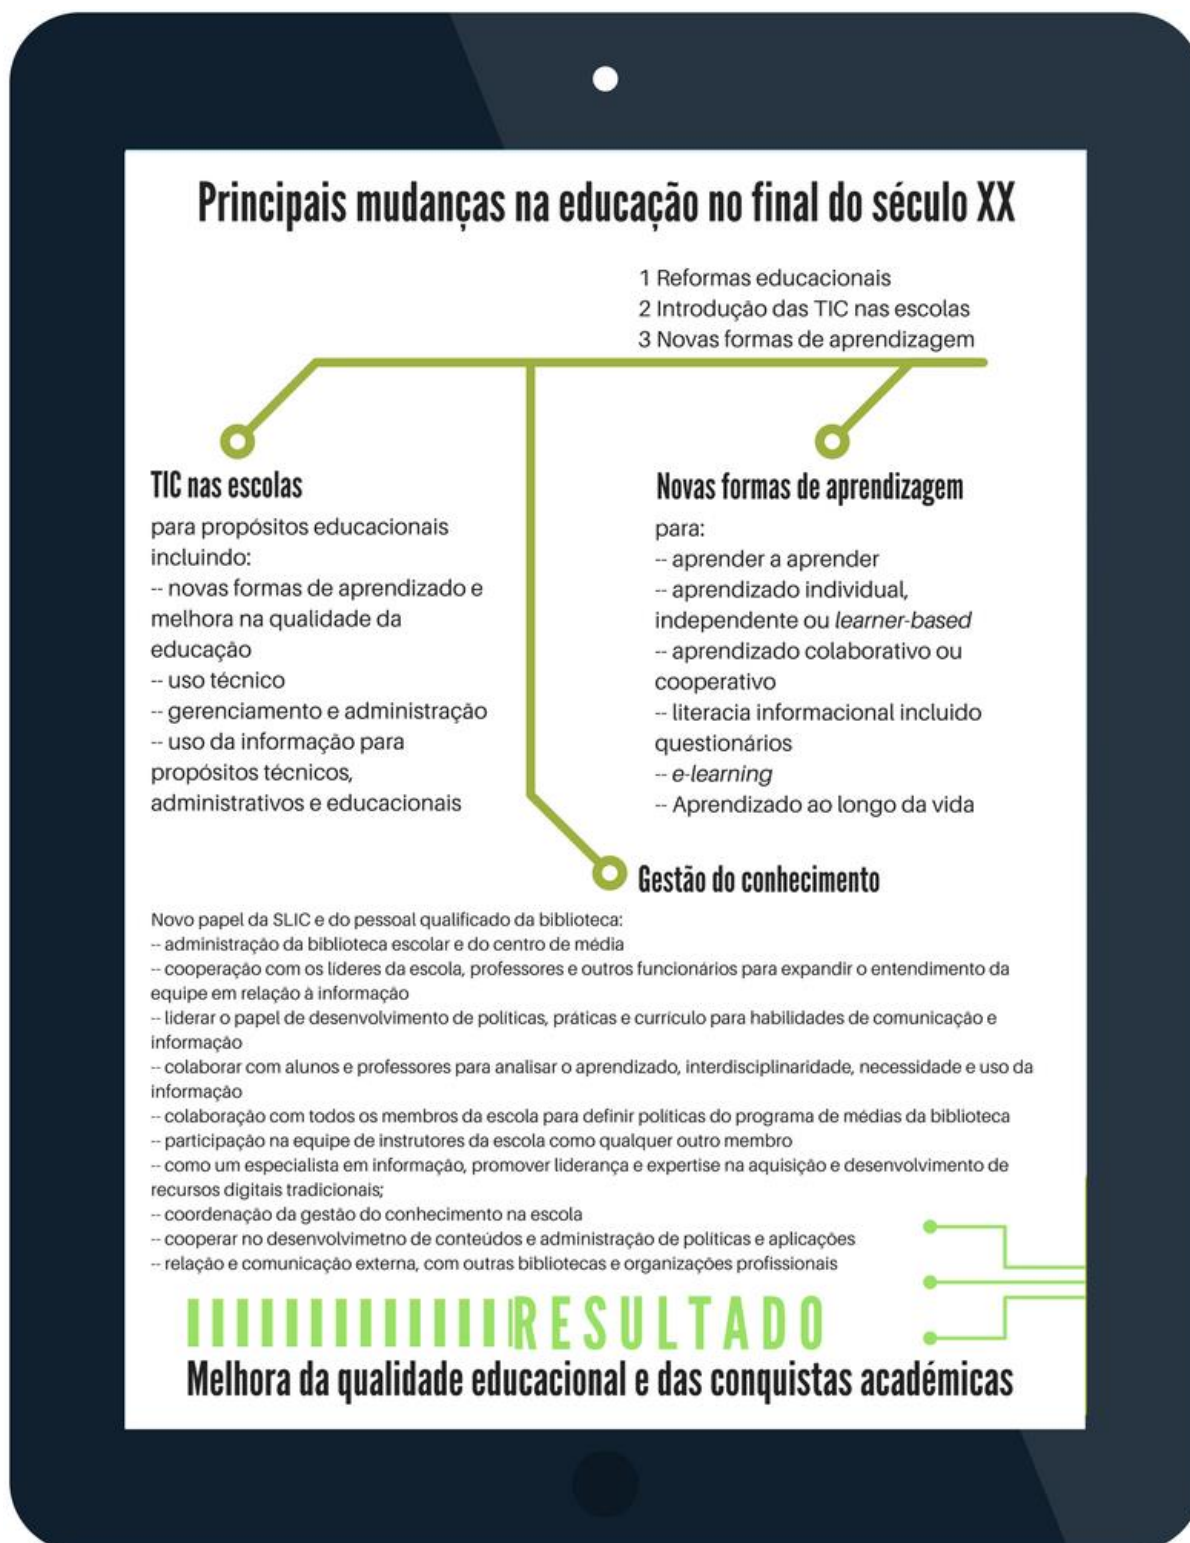 Principais mudanças na educação no final do século XX
1 Reformas educacionais
2 Introdução das TIC nas escolas
3 Novas formas de aprendizagem
TIC nas escolas
para propósitos educacionais
incluindo:
-- novas formas de aprendizado e
melhora na qualidade da
educação
-- uso técnico
-- gerenciamento e administração
-- uso da informação para
propósitos técnicos,
administrativos e educacionais
Novas formas de aprendizagem
para:
-- aprender a aprender
-- aprendizado individual,
independente ou learner-based
-- aprendizado colaborativo ou
cooperativo
-- literacia informacional incluido
questionários
-- e-learning
-- Aprendizado ao longo da vida
Gestão do conhecimento
Novo papel da SLIC e do pessoal qualificado da biblioteca:
-- administração da biblioteca escolar e do centro de média
-- cooperação com os líderes da escola, professores e outros funcionários para expandir o entendimento da
equipe em relação à informação
-- liderar o papel de desenvolvimento de políticas, práticas e currículo para habilidades de comunicação e
informação
-- colaborar com alunos e professores para analisar o aprendizado, interdisciplinaridade, necessidade e uso da
informação
-- colaboração com todos os membros da escola para definir políticas do programa de médias da biblioteca
-- participação na equipe de instrutores da escola como qualquer outro membro
-- como um especialista em informação, promover liderança e expertise na aquisição e desenvolvimento de
recursos digitais tradicionais;
-- coordenação da gestão do conhecimento na escola
-- cooperar no desenvolvimetno de conteúdos e administração de políticas e aplicações
-- relação e comunicação externa, com outras bibliotecas e organizações profissionais
RESULTADO
Melhora da qualidade educacional e das conquistas académicas